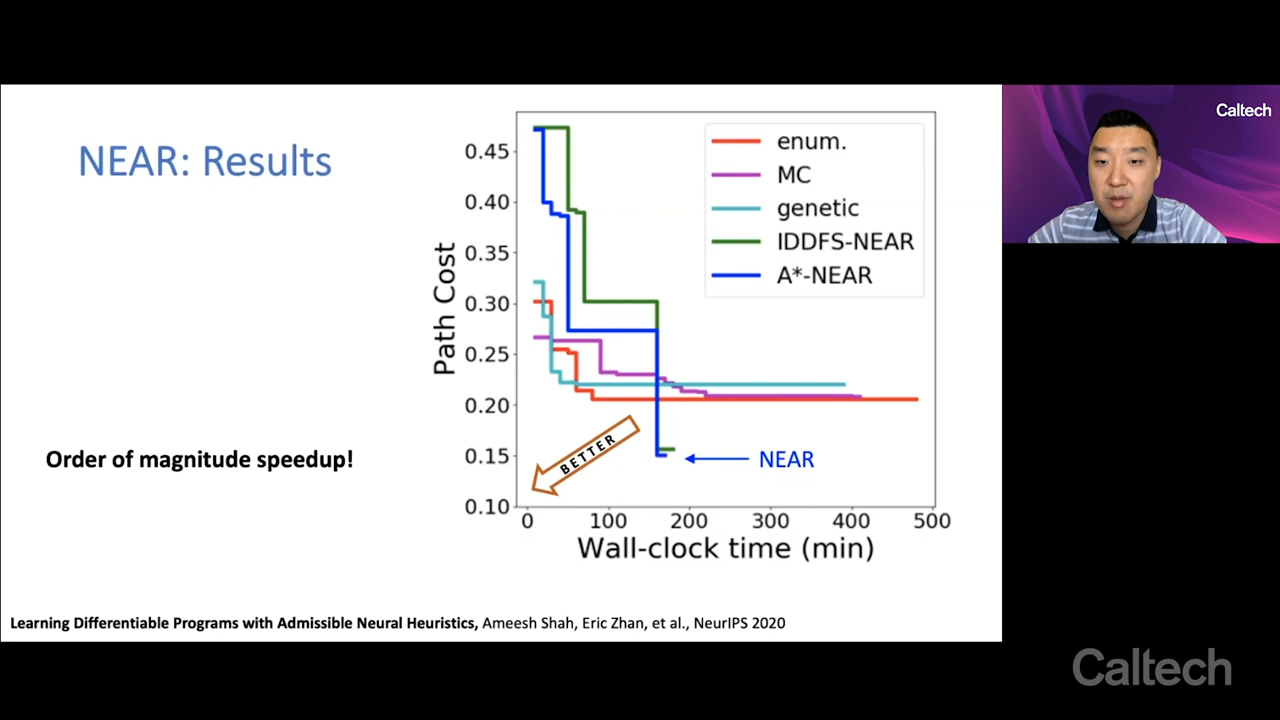 NEAR: Results
Order of magnitude speedup!
Path Cost
0.45
0.40
0.35
0.30
0.25
0.20
0.15
0.10
0
100
200
300
400
500
Wall-clock time (min)
enum.
MC
genetic
IDDFS-NEAR
A*-NEAR
BETTER
NEAR
Learning Differentiable Programs with Admissible Neural Heuristics, Ameesh Shah, Eric Zhan, et al., NeurIPS 2020
Caltech
Caltech